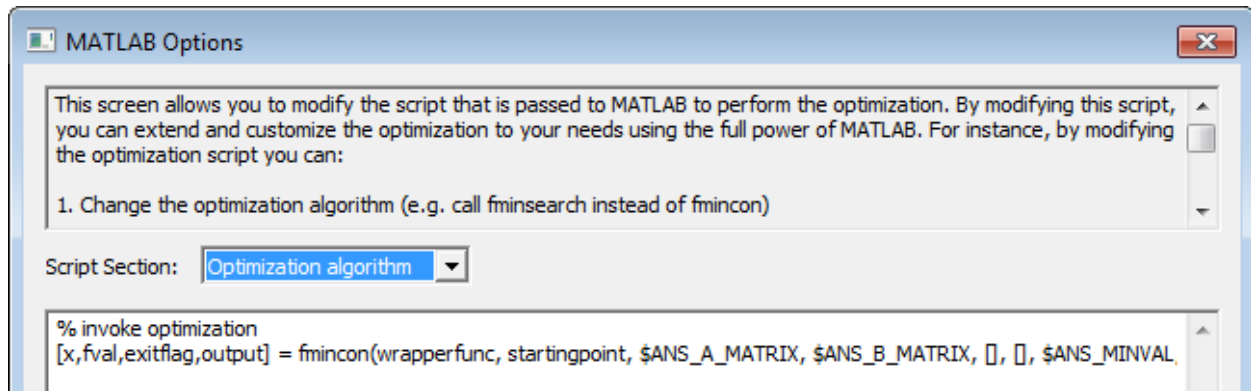 MATLAB Options
This screen allows you to modify the script that is passed to MATLAB to perform the optimization. By modifying this script,
you can extend and customize the optimization to your needs using the full power of MATLAB. For instance, by modifying
the optimization script you can:
1. Change the optimization algorithm (e.g. call fminsearch instead of fmincon)
Script Section: Optimization algorithm
% invoke optimization
[x,fval,exitflag,output] = fmincon(wrapperfunc, startingpoint, $ANS_A_MATRIX, $ANS_B_MATRIX, [], [], $ANS_MINVAL,